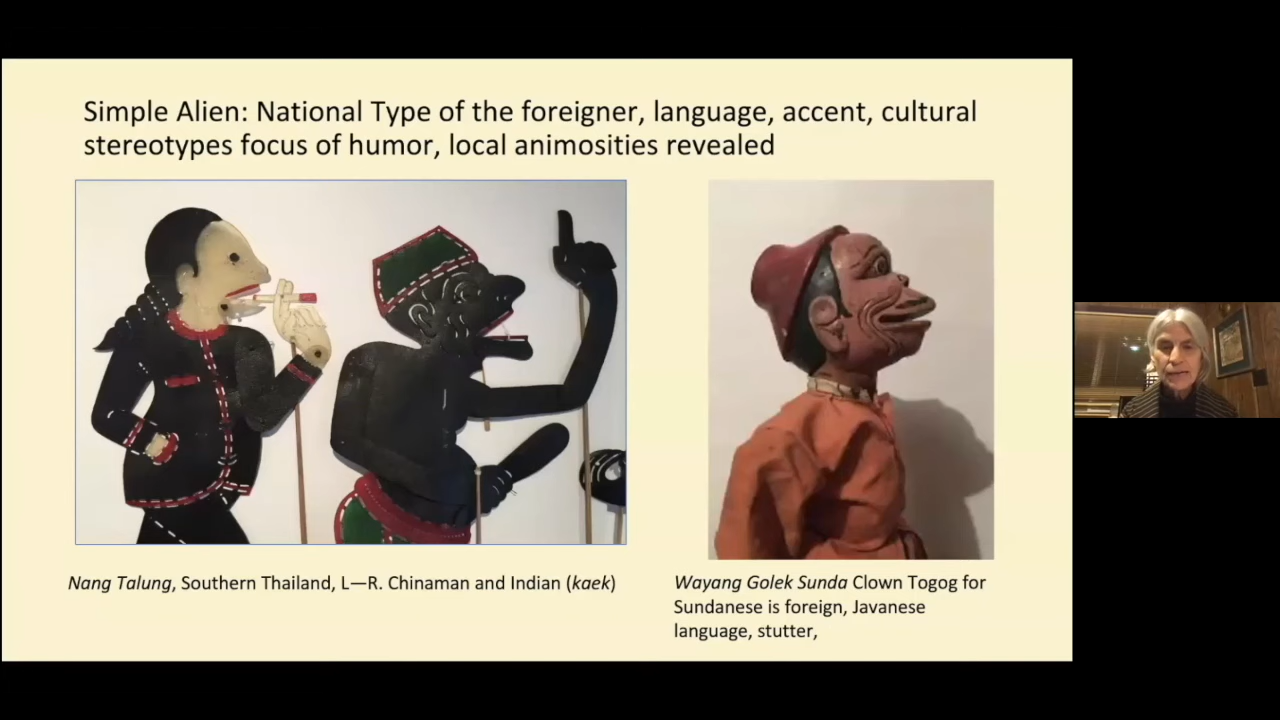 Simple Alien: National Type of the foreigner, language, accent, cultural
stereotypes focus of humor, local animosities revealed
Nang Talung, Southern Thailand, L—R. Chinaman and Indian (kaek)
Wayang Golek Sunda Clown Togog for
Sundanese is foreign, Javanese
language, stutter,